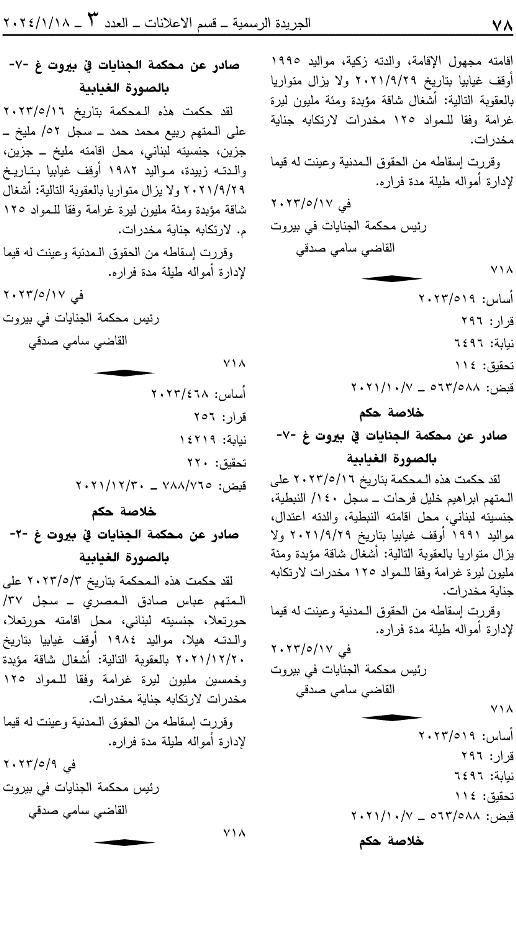 ٧٨
الجريدة الرسمية ــ قسم الاعلانات ــ العدد ٣ ــ ٢٠٢٤/١/١٨
اقامته مجهول الإقامة، والدته زكية، مواليد ١٩٩٥
أوقف غيابيا بتاريخ ٢٠٢١/٩/٢٩ ولا يزال متواريا
بالعقوبة التالية: أشغال شاقة مؤبدة ومئة مليون ليرة
غرامة وفقا للمواد ١٢٥ مخدرات لارتكابه جناية
مخدرات.
وقررت إسقاطه من الحقوق المدنية وعينت له قيما
لإدارة أمواله طيلة مدة فراره.
في ٢٠٢٣/٥/١٧
رئيس محكمة الجنايات في بيروت
القاضي سامي صدقي
٧١٨
أساس: ٢٠٢٣/٥١٩
قرار: ٢٩٦
نيابة: ٦٤٩٦
تحقيق: ١١٤
قبض: ٥٦٣/٥٨٨ ــ ٢٠٢١/١٠/٧
خلاصة حكم
صادر عن محكمة الجنايات في بيروت غ -٧-
بالصورة الغيابية
لقد حكمت هذه المحكمة بتاريخ ٢٠٢٣/٥/١٦ على
المتهم ابراهيم خليل فرحات ــ سجل ١٤٠/ النبطية،
جنسيته لبناني، محل اقامته النبطية، والدته اعتدال،
مواليد ١٩٩١ أوقف غيابيا بتاريخ ٢٠٢١/٩/٢٩ ولا
يزال متواريا بالعقوبة التالية: أشغال شاقة مؤبدة ومئة
مليون ليرة غرامة وفقا للمواد ١٢٥ مخدرات لارتكابه
جناية مخدرات.
وقررت إسقاطه من الحقوق المدنية وعينت له قيما
لإدارة أمواله طيلة مدة فراره.
في ٢٠٢٣/٥/١٧
رئيس محكمة الجنايات في بيروت
القاضي سامي صدقي
٧١٨
أساس: ٢٠٢٣/٥١٩
قرار: ٢٩٦
نيابة: ٦٤٩٦
تحقيق: ١١٤
قبض: ٥٦٣/٥٨٨ ــ ٢٠٢١/١٠/٧
خلاصة حكم
صادر عن محكمة الجنايات في بيروت غ -٧-
بالصورة الغيابية
لقد حكمت هذه المحكمة بتاريخ ٢٠٢٣/٥/١٦
على المتهم ربيع محمد حمد ــ سجل ٥٢/ مليخ ــ
جزين، جنسيته لبناني، محل اقامته مليخ ــ جزين،
والدته زبيدة، مواليد ١٩٨٢ أوقف غيابيا بتاريخ
٢٠٢١/٩/٢٩ ولا يزال متواريا بالعقوبة التالية: أشغال
شاقة مؤبدة ومئة مليون ليرة غرامة وفقا للمواد ١٢٥
م. لارتكابه جناية مخدرات.
وقررت إسقاطه من الحقوق المدنية وعينت له قيما
لإدارة أمواله طيلة مدة فراره.
في ٢٠٢٣/٥/١٧
رئيس محكمة الجنايات في بيروت
القاضي سامي صدقي
٧١٨
أساس: ٢٠٢٣/٤٦٨
قرار: ٢٥٦
نيابة: ١٤٢١٩
تحقيق: ٢٢٠
قبض: ٧٨٨/٧٦٥ ــ ٢٠٢١/١٢/٣٠
خلاصة حكم
صادر عن محكمة الجنايات في بيروت غ -٢-
بالصورة الغيابية
لقد حكمت هذه المحكمة بتاريخ ٢٠٢٣/٥/٣ على
المتهم عباس صادق المصري ــ سجل ٣٧/
حورتعلا، جنسيته لبناني، محل اقامته حورتعلا،
والدته هيلا، مواليد ١٩٨٤ أوقف غيابيا بتاريخ
٢٠٢١/١٢/٢٠ بالعقوبة التالية: أشغال شاقة مؤبدة
وخمسين مليون ليرة غرامة وفقا للمواد ١٢٥
مخدرات لارتكابه جناية مخدرات.
وقررت إسقاطه من الحقوق المدنية وعينت له قيما
لإدارة أمواله طيلة مدة فراره.
في ٢٠٢٣/٥/٩
رئيس محكمة الجنايات في بيروت
القاضي سامي صدقي
٧١٨